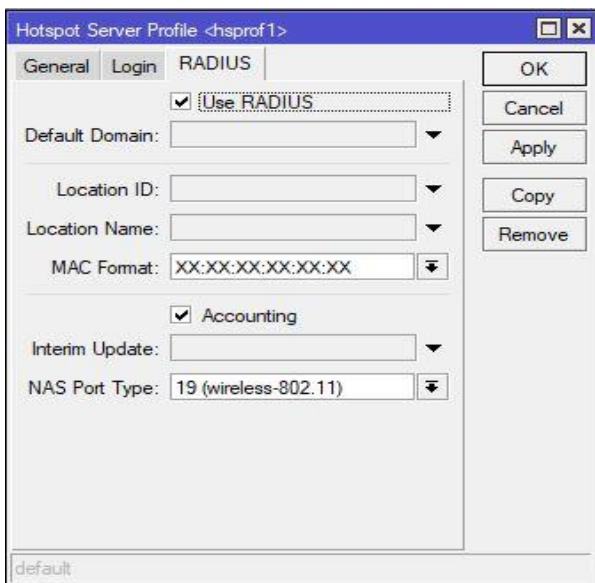 Hotspot Server Profile <hsprof1>
General Login RADIUS
Use RADIUS
Default Domain:
Location ID:
Location Name:
MAC Format: XX:XX:XX:XX:XX:XX
Accounting
Interim Update:
NAS Port Type: 19 (wireless-802.11)
OK
Cancel
Apply
Copy
Remove
default